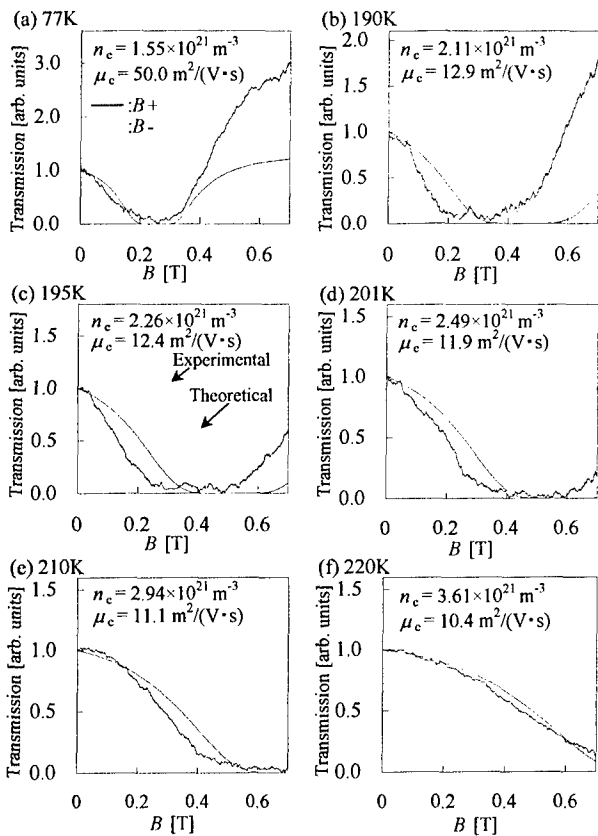 (a) 77K
n_c = 1.55×10^21 m^-3
μ_c = 50.0 m^2/(V·s)
:B+
:B-
Transmission [arb. units]
3.0
2.0
1.0
0.0
0 0.2 0.4 0.6
B [T]
(b) 190K
n_c = 2.11×10^21 m^-3
μ_c = 12.9 m^2/(V·s)
Transmission [arb. units]
2.0
1.5
1.0
0.5
0.0
0 0.2 0.4 0.6
B [T]
(c) 195K
n_c = 2.26×10^21 m^-3
μ_c = 12.4 m^2/(V·s)
Experimental
Theoretical
Transmission [arb. units]
1.5
1.0
0.5
0.0
0 0.2 0.4 0.6
B [T]
(d) 201K
n_c = 2.49×10^21 m^-3
μ_c = 11.9 m^2/(V·s)
Transmission [arb. units]
1.5
1.0
0.5
0.0
0 0.2 0.4 0.6
B [T]
(e) 210K
n_c = 2.94×10^21 m^-3
μ_c = 11.1 m^2/(V·s)
Transmission [arb. units]
1.5
1.0
0.5
0.0
0 0.2 0.4 0.6
B [T]
(f) 220K
n_c = 3.61×10^21 m^-3
μ_c = 10.4 m^2/(V·s)
Transmission [arb. units]
1.5
1.0
0.5
0.0
0 0.2 0.4 0.6
B [T]